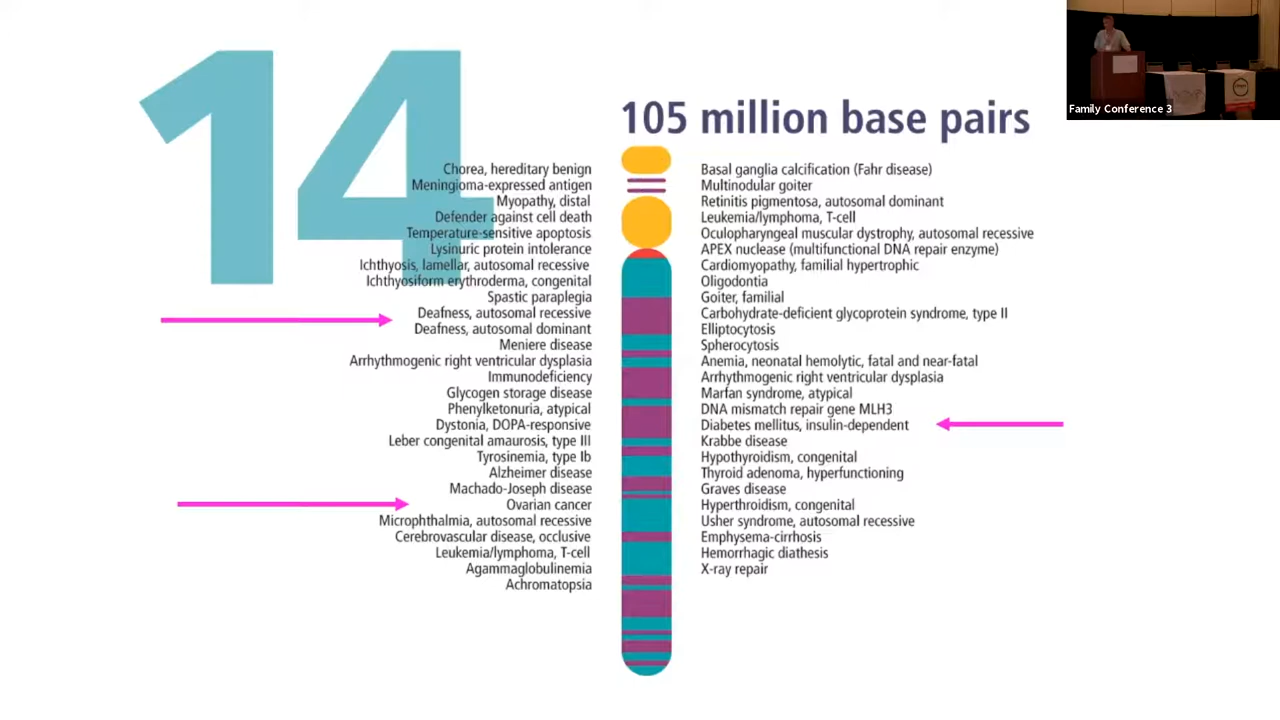 14
105 million base pairs
Family Conference 3
Chorea, hereditary benign
Meningioma-expressed antigen
Myopathy, distal
Defender against cell death
Temperature-sensitive apoptosis
Lysinuric protein intolerance
Ichthyosis, lamellar, autosomal recessive
Ichthyosiform erythroderma, congenital
Spastic paraplegia
Deafness, autosomal recessive
Deafness, autosomal dominant
Meniere disease
Arrhythmogenic right ventricular dysplasia
Immunodeficiency
Glycogen storage disease
Phenylketonuria, atypical
Dystonia, DOPA-responsive
Leber congenital amaurosis, type III
Tyrosinemia, type Ib
Alzheimer disease
Machado-Joseph disease
Ovarian cancer
Microphthalmia, autosomal recessive
Cerebrovascular disease, occlusive
Leukemia/lymphoma, T-cell
Agammaglobulinemia
Achromatopsia
Basal ganglia calcification (Fahr disease)
Multinodular goiter
Retinitis pigmentosa, autosomal dominant
Leukemia/lymphoma, T-cell
Oculopharyngeal muscular dystrophy, autosomal recessive
APEX nuclease (multifunctional DNA repair enzyme)
Cardiomyopathy, familial hypertrophic
Oligodontia
Goiter, familial
Carbohydrate-deficient glycoprotein syndrome, type II
Elliptocytosis
Spherocytosis
Anemia, neonatal hemolytic, fatal and near-fatal
Arrhythmogenic right ventricular dysplasia
Marfan syndrome, atypical
DNA mismatch repair gene MLH3
Diabetes mellitus, insulin-dependent
Krabbe disease
Hypothyroidism, congenital
Thyroid adenoma, hyperfunctioning
Graves disease
Hyperthroidism, congenital
Usher syndrome, autosomal recessive
Emphysema-cirrhosis
Hemorrhagic diathesis
X-ray repair